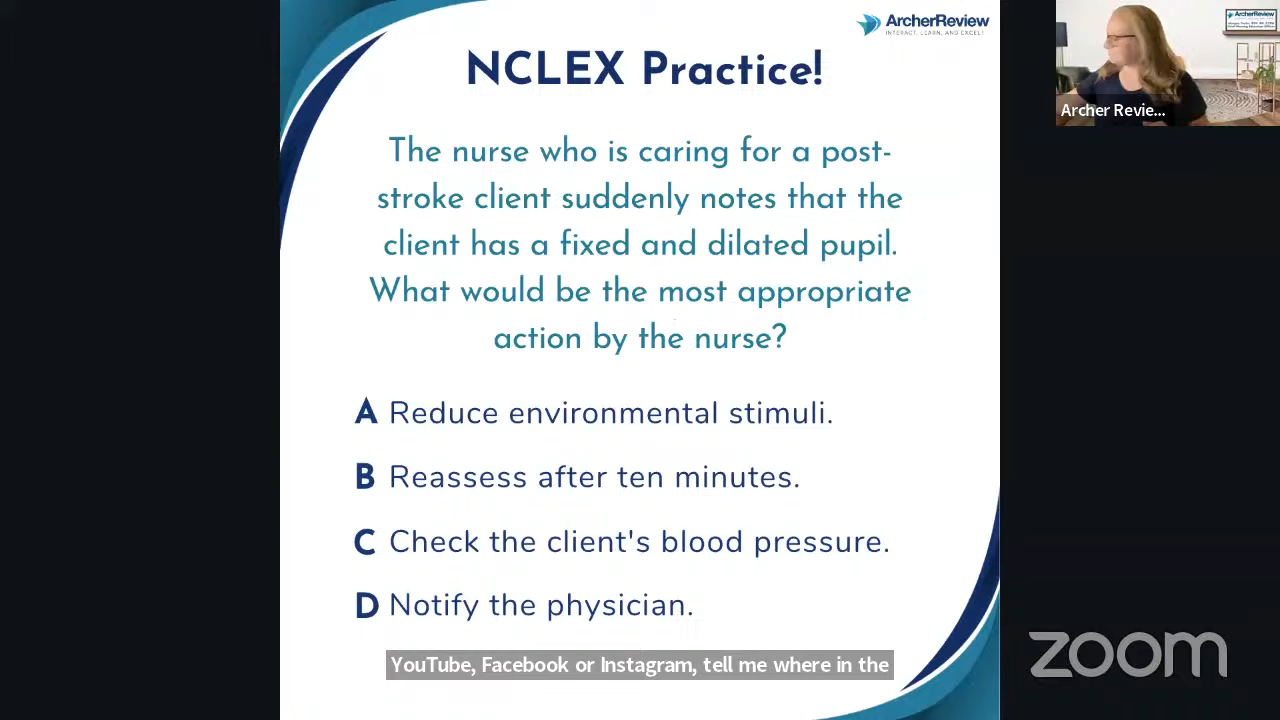 ArcherReview
INTERACT, LEARN, AND EXCEL!
NCLEX Practice!
The nurse who is caring for a post-
stroke client suddenly notes that the
client has a fixed and dilated pupil.
What would be the most appropriate
action by the nurse?
A Reduce environmental stimuli.
B Reassess after ten minutes.
C Check the client's blood pressure.
D Notify the physician.
YouTube, Facebook or Instagram, tell me where in the
ArcherReview
Archer Revie...
zoom